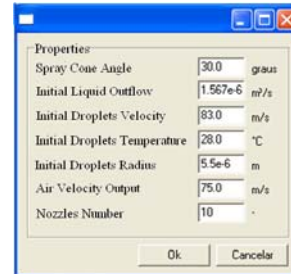 Properties
Spray Cone Angle 30.0 graus
Initial Liquid Outflow 1.567e-6 m³/s
Initial Droplets Velocity 83.0 m/s
Initial Droplets Temperature 28.0 °C
Initial Droplets Radius 5.5e-6 m
Air Velocity Output 75.0 m/s
Nozzles Number 10 -
Ok Cancelar